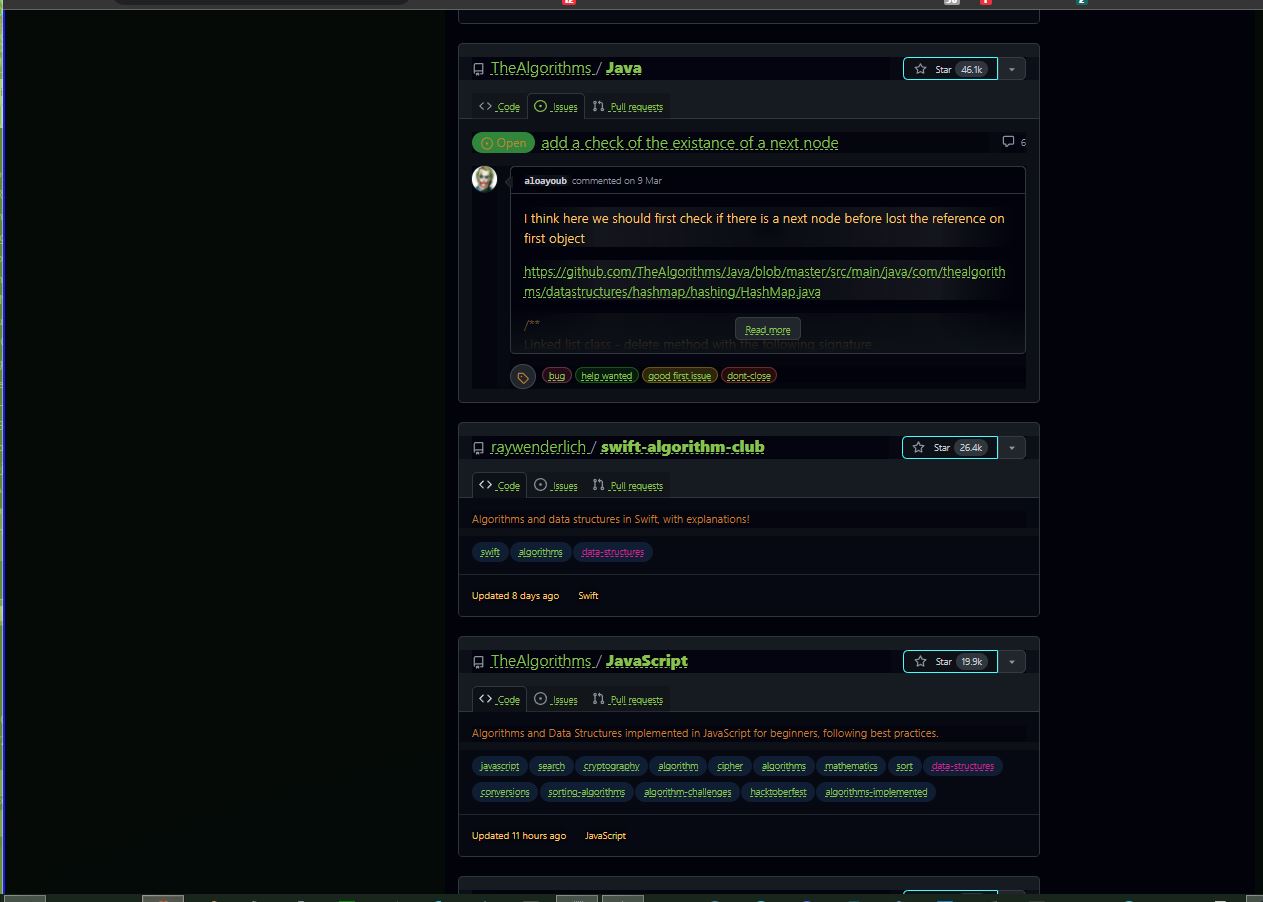 TheAlgorithms / Java
Star 46.1k
Code Issues Pull requests
Open add a check of the existance of a next node 6
aloayoub commented on 9 Mar
I think here we should first check if there is a next node before lost the reference on
first object
https://github.com/TheAlgorithms/Java/blob/master/src/main/java/com/thealgorith
ms/datastructures/hashmap/hashing/HashMap.java
/**
Read more
Linked list class - delete method with the following signature
bug help wanted good first issue dont-close
raywenderlich / swift-algorithm-club
Star 26.4k
Code Issues Pull requests
Algorithms and data structures in Swift, with explanations!
swift algorithms data-structures
Updated 8 days ago Swift
TheAlgorithms / JavaScript
Star 19.9k
Code Issues Pull requests
Algorithms and Data Structures implemented in JavaScript for beginners, following best practices.
javascript search cryptography algorithm cipher algorithms mathematics sort data-structures
conversions sorting-algorithms algorithm-challenges hacktoberfest algorithms-implemented
Updated 11 hours ago JavaScript